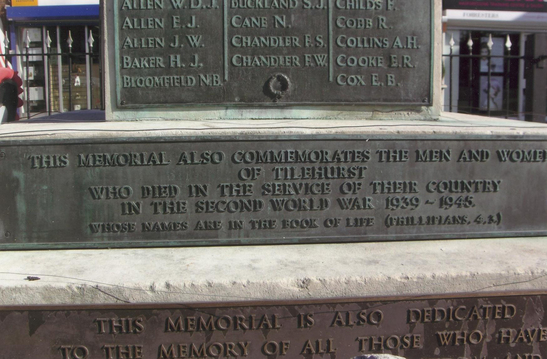 ALLEN W.D.J.
ALLEN E.J.
ALLEN J.W.
BAKER H.J.
BLOOMFIELD N.B.
BUCKLAND S.J.
CANE N.
CHANDLER F.S.
CHANDLER F.W.
CHILDS F.
COBB R.
COLLINS A.H.
COOKE E.R.
COX E.B.
THIS MEMORIAL ALSO COMMEMORATES THE MEN AND WOME
OF TILEHURST
WHO DIED IN THE SERVICE OF THEIR COUNTRY
IN THE SECOND WORLD WAR 1939 ~ 1945.
WHOSE NAMES ARE IN THE BOOK OF LIFE (PHILLIPIANS. 4. 3.)
THIS MEMORIAL IS ALSO DEDICATED
TO THE MEMORY OF ALL THOSE WHO HAVE